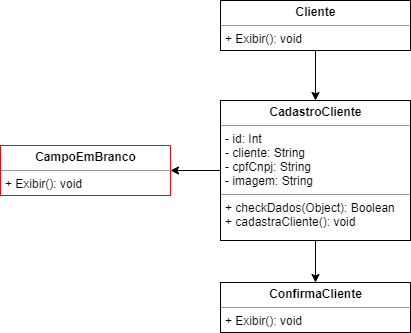 Cliente
+ Exibir(): void
CadastroCliente
- id: Int
- cliente: String
- cpfCnpj: String
- imagem: String
+ checkDados(Object): Boolean
+ cadastraCliente(): void
CampoEmBranco
+ Exibir(): void
ConfirmaCliente
+ Exibir(): void